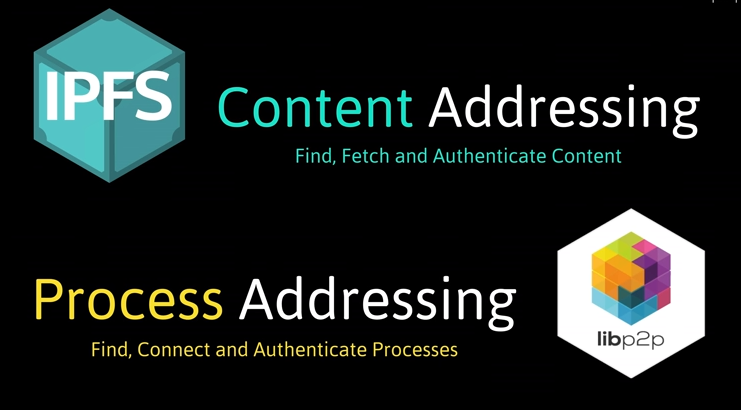 IPFS
Content Addressing
Find, Fetch and Authenticate Content
Process Addressing
Find, Connect and Authenticate Processes
libp2p